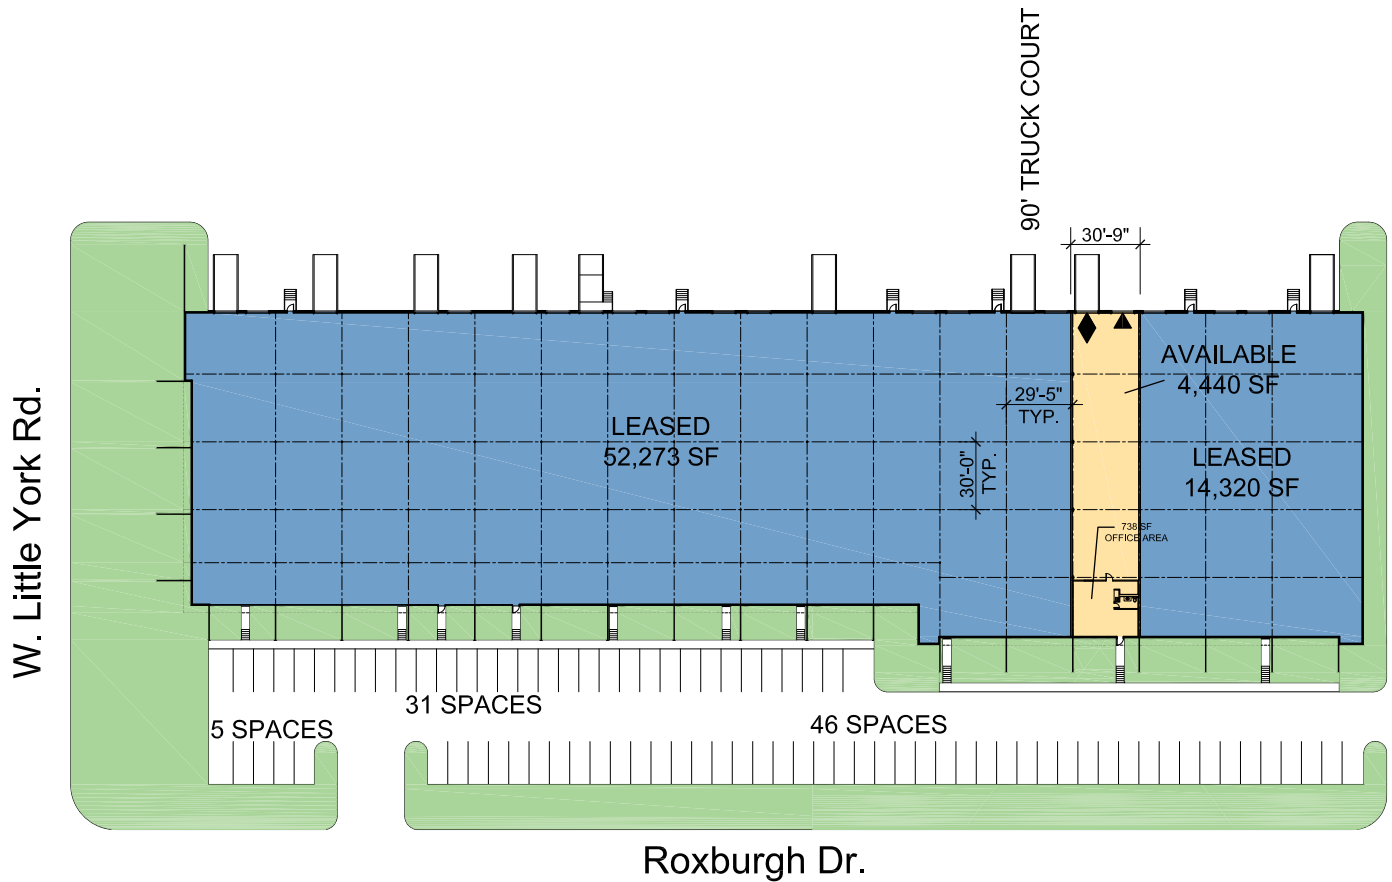 90' TRUCK COURT
30'-9"
AVAILABLE
4,440 SF
29'-5"
TYP.
LEASED
52,273 SF
30'-0"
TYP.
LEASED
14,320 SF
738 SF
OFFICE AREA
W. Little York Rd.
31 SPACES
5 SPACES
46 SPACES
Roxburgh Dr.